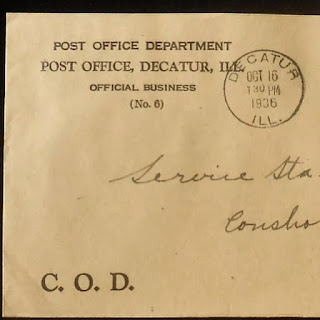 POST OFFICE DEPARTMENT
POST OFFICE, DECATUR, ILL.
OFFICIAL BUSINESS
(No. 6)
DECATUR
OCT 16
1 30 PM
1936
ILL.
Service Sta
Consho
C. O. D.